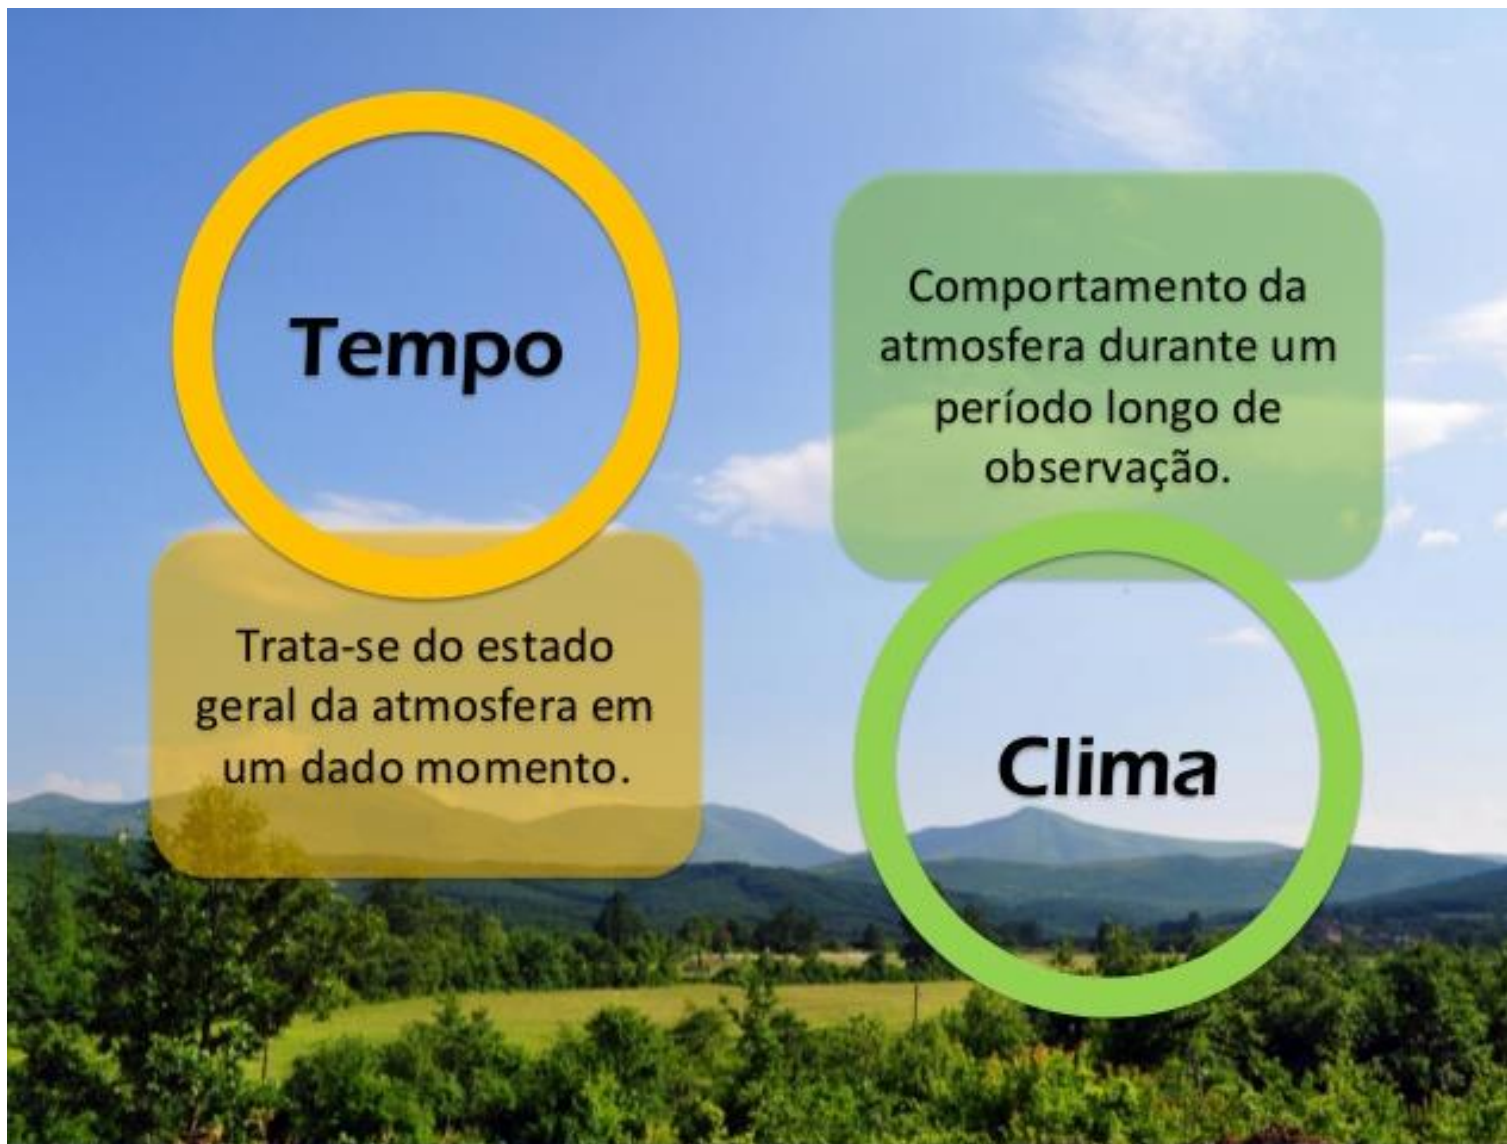 Tempo
Trata-se do estado
geral da atmosfera em
um dado momento.
Comportamento da
atmosfera durante um
período longo de
observação.
Clima